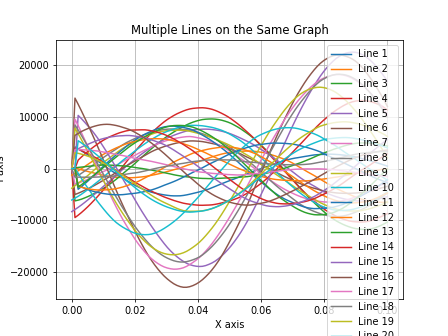 Multiple Lines on the Same Graph
20000
10000
0
−10000
−20000
0.00
0.02
0.04
0.06
0.08
X axis
Line 1
Line 2
Line 3
Line 4
Line 5
Line 6
Line 7
Line 8
Line 9
Line 10
Line 11
Line 12
Line 13
Line 14
Line 15
Line 16
Line 17
Line 18
Line 19
Line 20